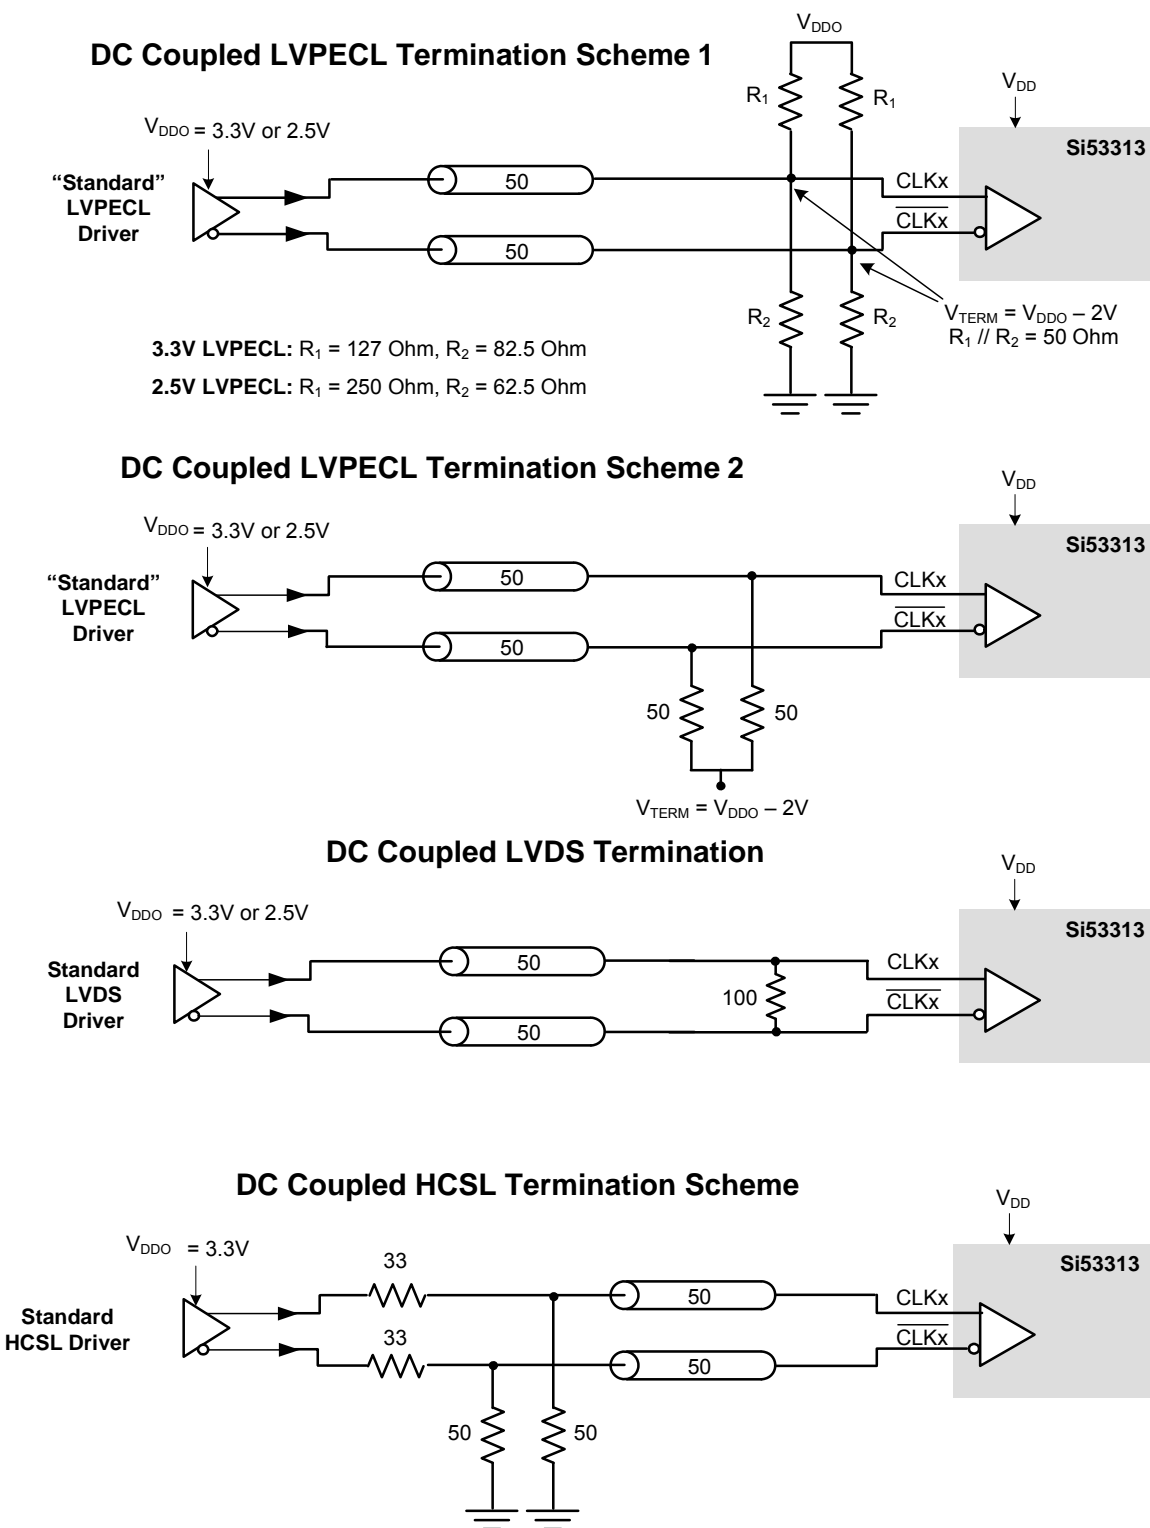 DC Coupled LVPECL Termination Scheme 1
VDDO
R1
R1
VDD
Si53313
VDDO = 3.3V or 2.5V
“Standard”
LVPECL
Driver
50
50
CLKx
CLKx
R2
R2
VTERM = VDDO – 2V
R1 // R2 = 50 Ohm
3.3V LVPECL: R1 = 127 Ohm, R2 = 82.5 Ohm
2.5V LVPECL: R1 = 250 Ohm, R2 = 62.5 Ohm
DC Coupled LVPECL Termination Scheme 2
VDD
Si53313
VDDO = 3.3V or 2.5V
“Standard”
LVPECL
Driver
50
50
CLKx
CLKx
50
50
VTERM = VDDO – 2V
DC Coupled LVDS Termination
VDD
Si53313
VDDO = 3.3V or 2.5V
Standard
LVDS
Driver
50
50
100
CLKx
CLKx
DC Coupled HCSL Termination Scheme
VDD
Si53313
VDDO = 3.3V
Standard
HCSL Driver
33
33
50
50
CLKx
CLKx
50
50